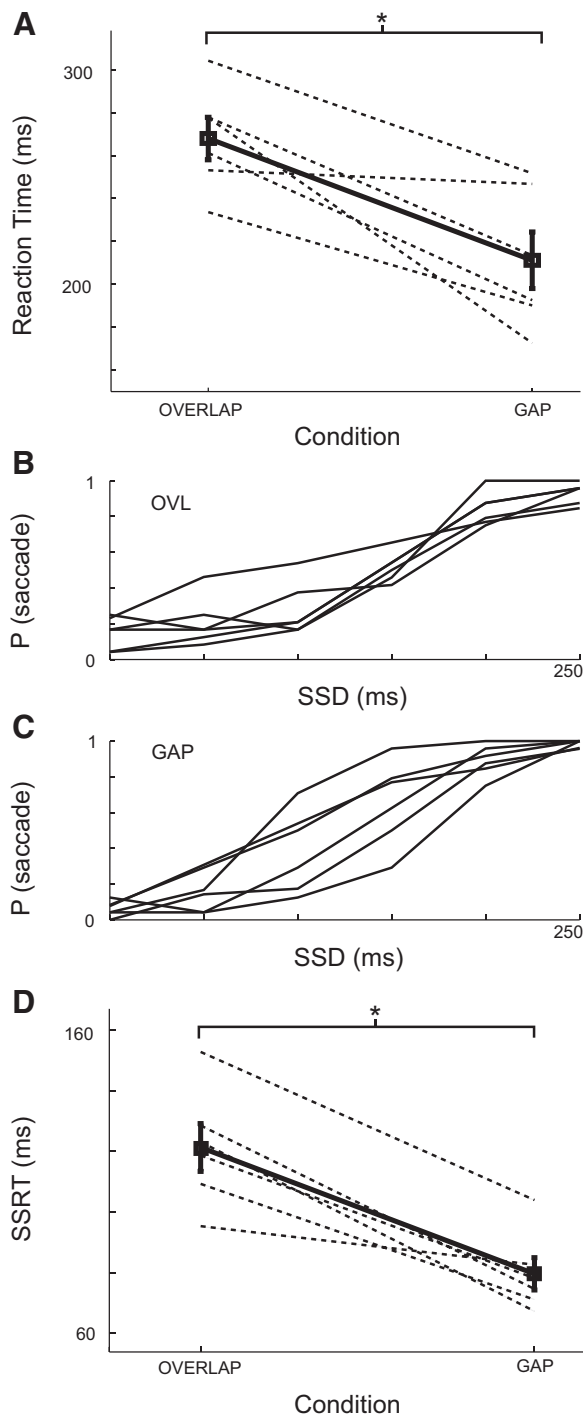 A
*
300
Reaction Time (ms)
200
OVERLAP
GAP
Condition
B
1
OVL
P (saccade)
0
250
SSD (ms)
C
1
GAP
P (saccade)
0
250
SSD (ms)
D
*
160
SSRT (ms)
60
OVERLAP
GAP
Condition